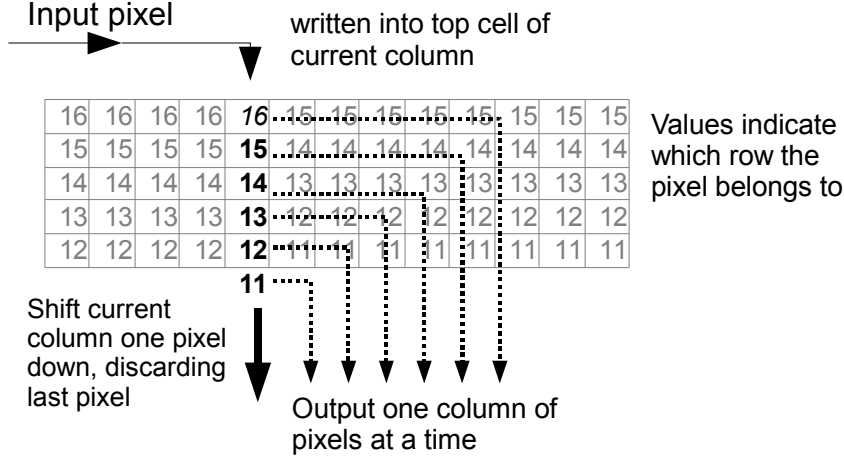 Input pixel
written into top cell of
current column
16 16 16 16 16 15 15 15 15 15 15 15 15
15 15 15 15 15 14 14 14 14 14 14 14 14
14 14 14 14 14 13 13 13 13 13 13 13 13
13 13 13 13 13 12 12 12 12 12 12 12 12
12 12 12 12 12 11 11 11 11 11 11 11 11
11
Values indicate
which row the
pixel belongs to
Shift current
column one pixel
down, discarding
last pixel
Output one column of
pixels at a time